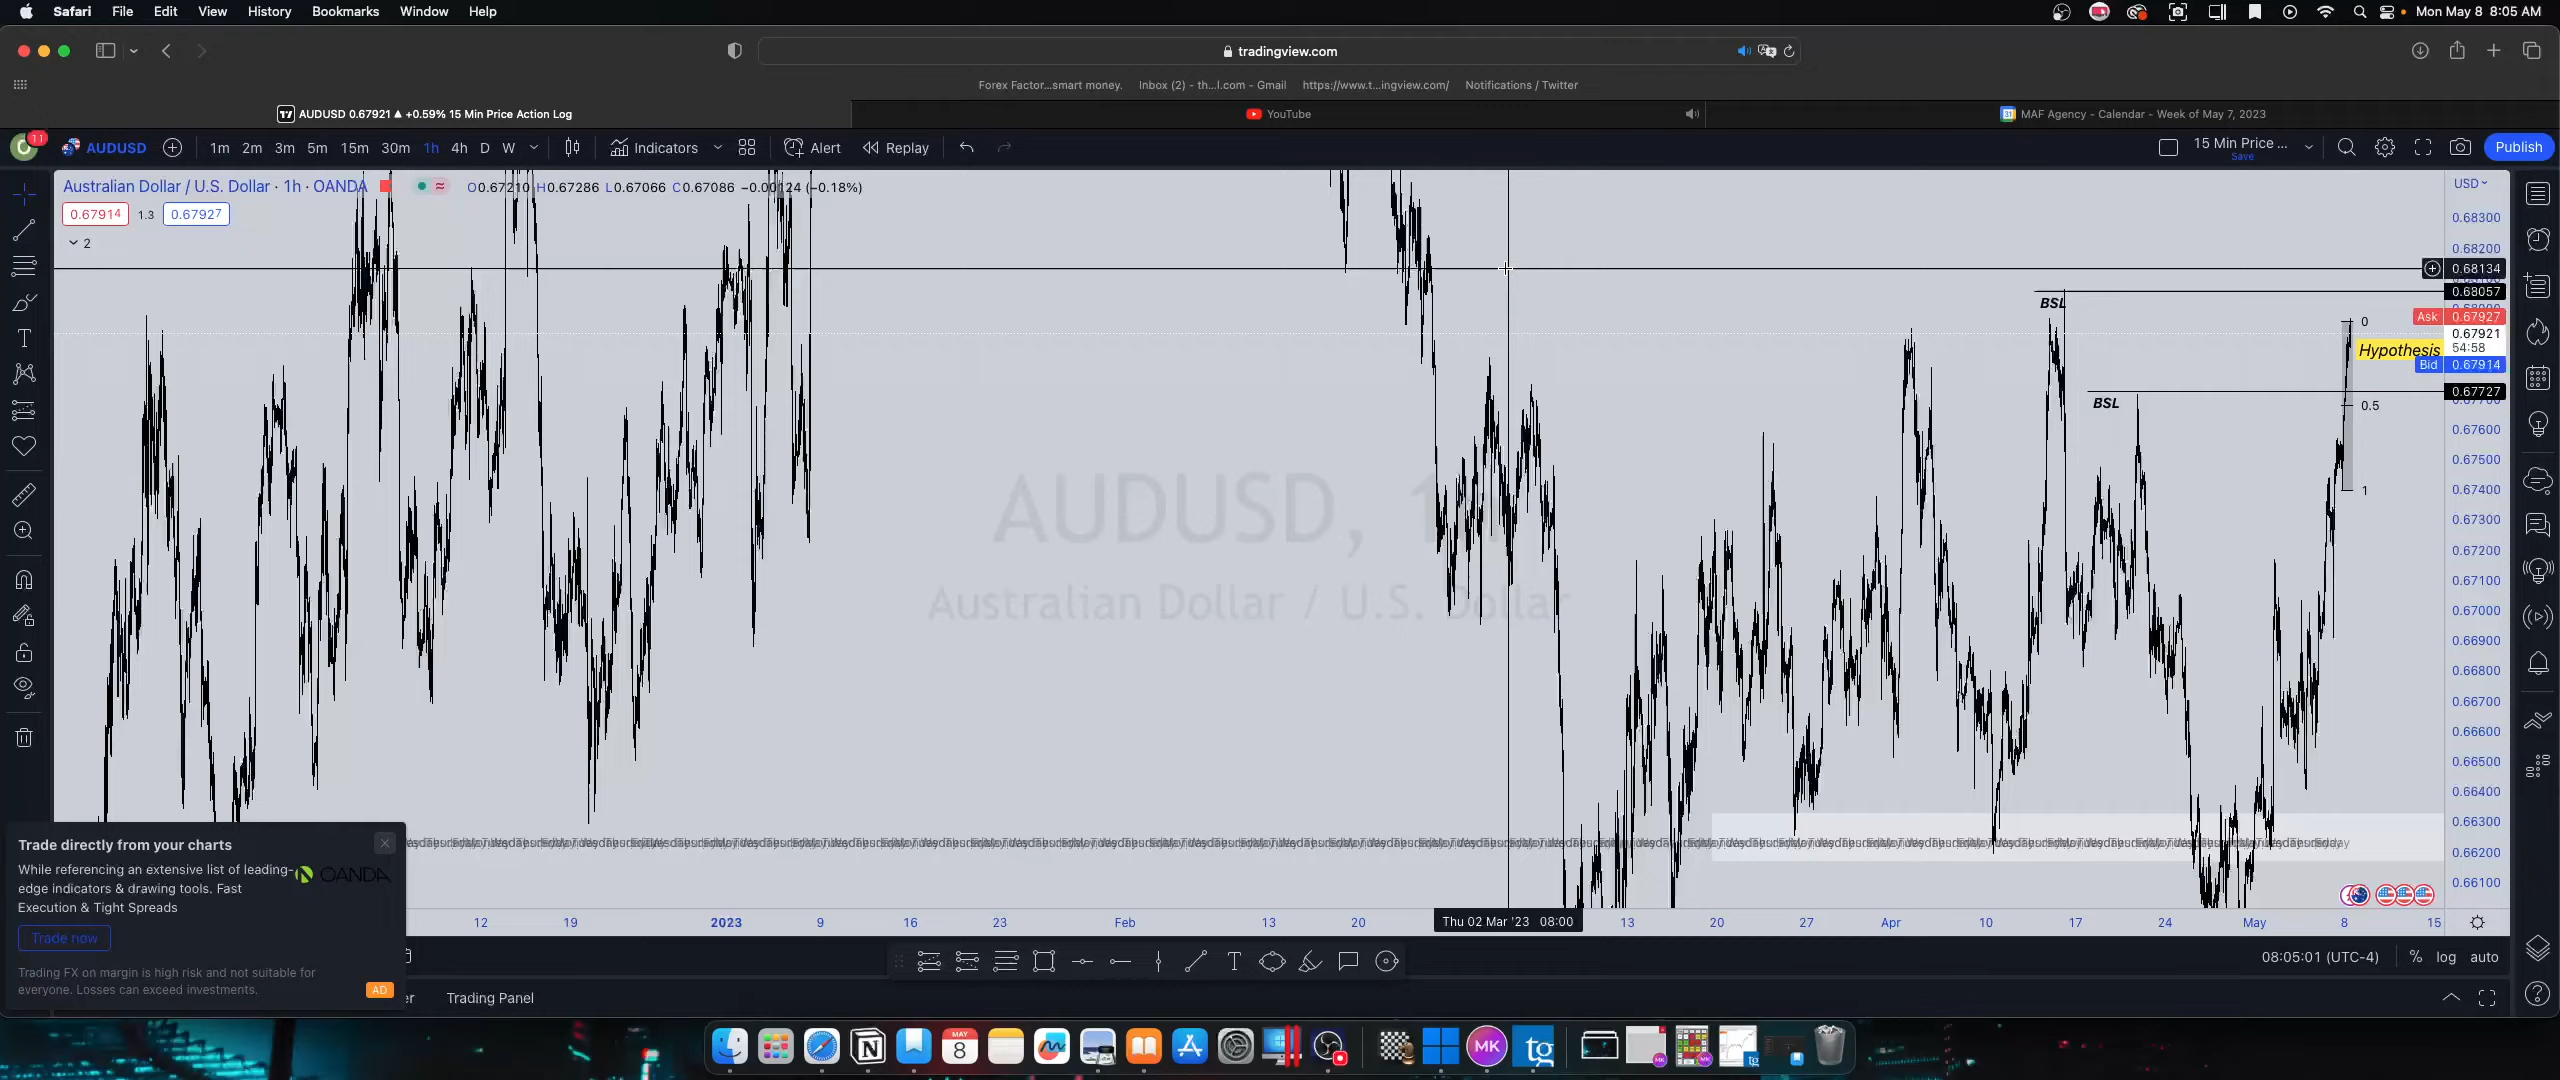 Safari File Edit View History Bookmarks Window Help
Mon May 8 8:05 AM
tradingview.com
Forex Factor...smart money. Inbox (2) - th...l.com - Gmail https://www.t...ingview.com/ Notifications / Twitter
AUDUSD 0.67921 ▲ +0.59% 15 Min Price Action Log
YouTube
MAF Agency - Calendar - Week of May 7, 2023
11
AUDUSD 1m 2m 3m 5m 15m 30m 1h 4h D W Indicators Alert Replay
15 Min Price ...
Save
Publish
Australian Dollar / U.S. Dollar · 1h · OANDA
O0.67210 H0.67286 L0.67066 C0.67086 −0.00124 (−0.18%)
0.67914 1.3 0.67927
2
USD
0.68300
0.68200
0.68134
0.68057
BSL
Ask 0.67927
0
0.67921
54:58
Hypothesis
Bid 0.67914
0.67727
BSL
0.5
0.67600
0.67500
0.67400
1
0.67300
0.67200
0.67100
0.67000
0.66900
0.66800
0.66700
0.66600
0.66500
0.66400
0.66300
0.66200
0.66100
AUDUSD, 1h
Australian Dollar / U.S. Dollar
12 19 2023 9 16 23 Feb 13 20 Thu 02 Mar '23 08:00 13 20 27 Apr 10 17 24 May 8 15
Trade directly from your charts
While referencing an extensive list of leading-
edge indicators & drawing tools. Fast
Execution & Tight Spreads
OANDA
Trade now
Trading FX on margin is high risk and not suitable for
everyone. Losses can exceed investments.
AD
08:05:01 (UTC-4) % log auto
Trading Panel
MAY
8
MK
tg